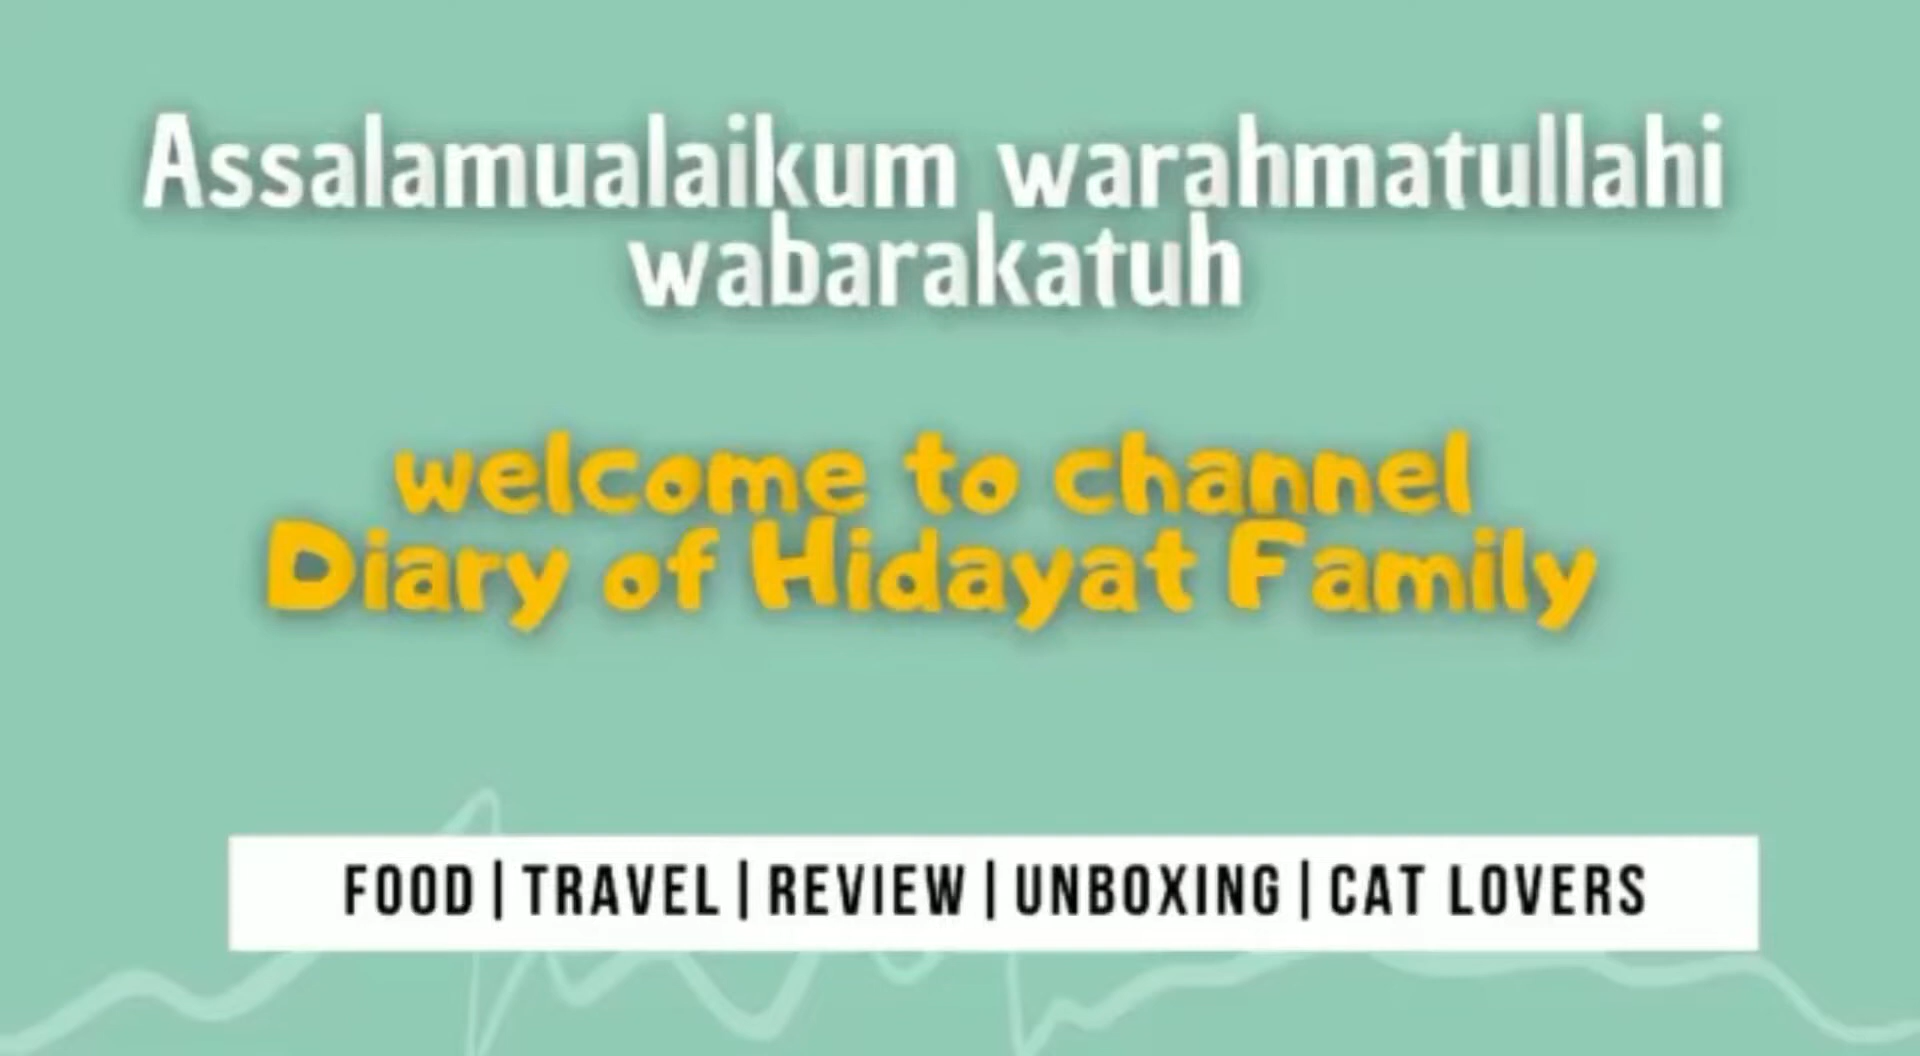 Assalamualaikum warahmatullahi
wabarakatuh
welcome to channel
Diary of Hidayat Family
FOOD | TRAVEL | REVIEW | UNBOXING | CAT LOVERS